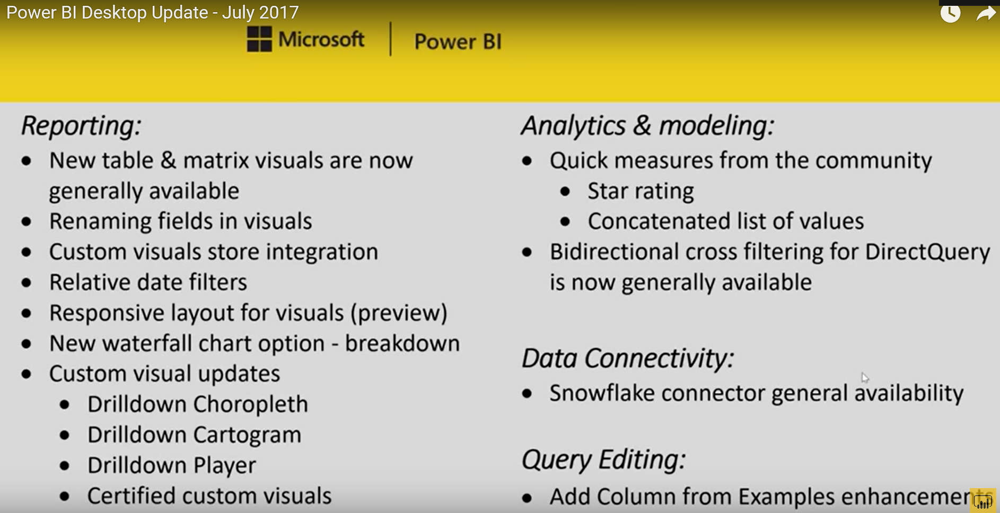 Power BI Desktop Update - July 2017
Microsoft
Power BI
Reporting:
• New table & matrix visuals are now
generally available
• Renaming fields in visuals
• Custom visuals store integration
• Relative date filters
• Responsive layout for visuals (preview)
• New waterfall chart option - breakdown
• Custom visual updates
• Drilldown Choropleth
• Drilldown Cartogram
• Drilldown Player
• Certified custom visuals
Analytics & modeling:
• Quick measures from the community
• Star rating
• Concatenated list of values
• Bidirectional cross filtering for DirectQuery
is now generally available
Data Connectivity:
• Snowflake connector general availability
Query Editing:
• Add Column from Examples enhancements